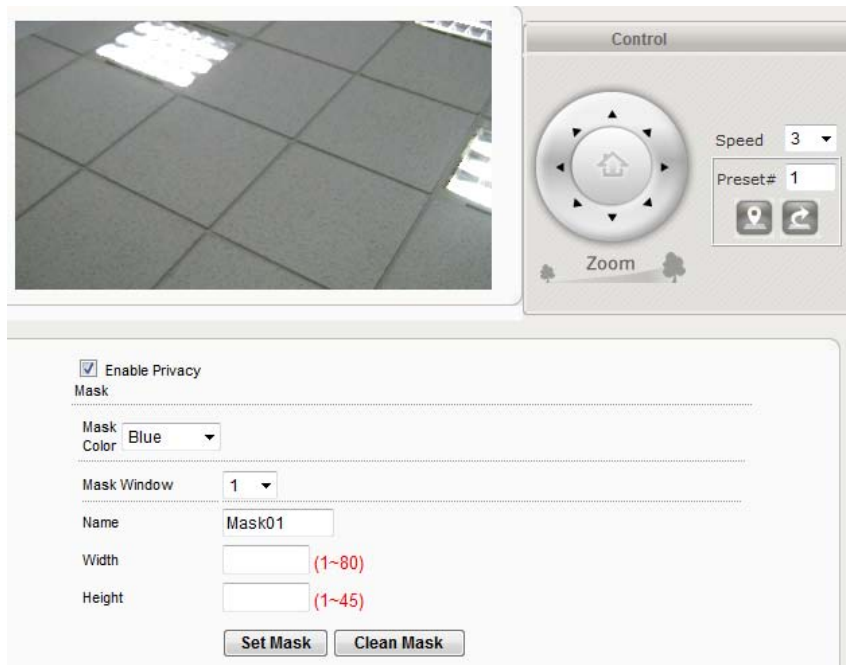 Control
Speed 3
Preset# 1
Zoom
Enable Privacy
Mask
Mask
Color Blue
Mask Window 1
Name Mask01
Width (1~80)
Height (1~45)
Set Mask Clean Mask